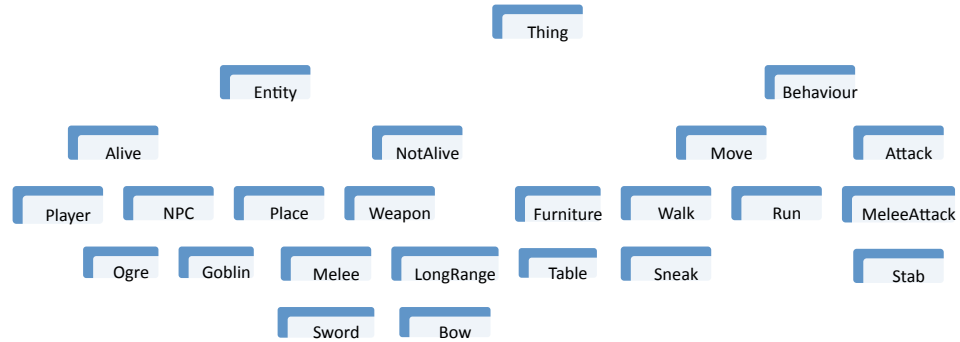 Thing
Entity
Behaviour
Alive
NotAlive
Move
Attack
Player
NPC
Place
Weapon
Furniture
Walk
Run
MeleeAttack
Ogre
Goblin
Melee
LongRange
Table
Sneak
Stab
Sword
Bow